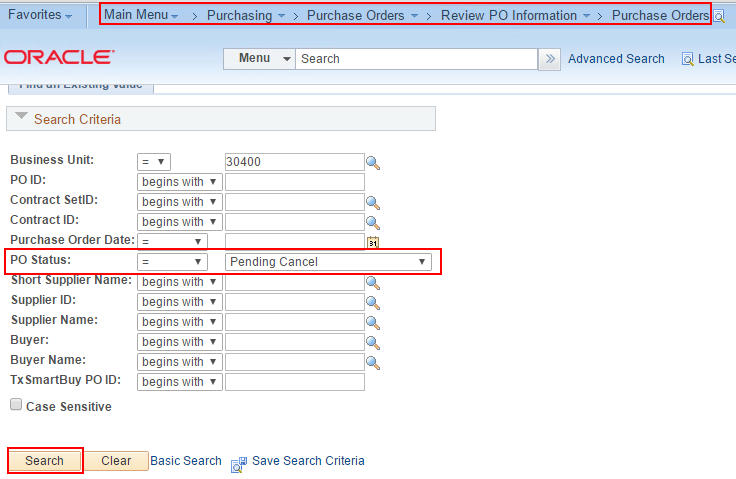 Favorites Main Menu > Purchasing > Purchase Orders > Review PO Information > Purchase Orders
ORACLE Menu Search » Advanced Search Last Se
Find an Existing Value
Search Criteria
Business Unit: = 30400
PO ID: begins with
Contract SetID: begins with
Contract ID: begins with
Purchase Order Date: = 31
PO Status: = Pending Cancel
Short Supplier Name: begins with
Supplier ID: begins with
Supplier Name: begins with
Buyer: begins with
Buyer Name: begins with
TxSmartBuy PO ID: begins with
Case Sensitive
Search Clear Basic Search Save Search Criteria